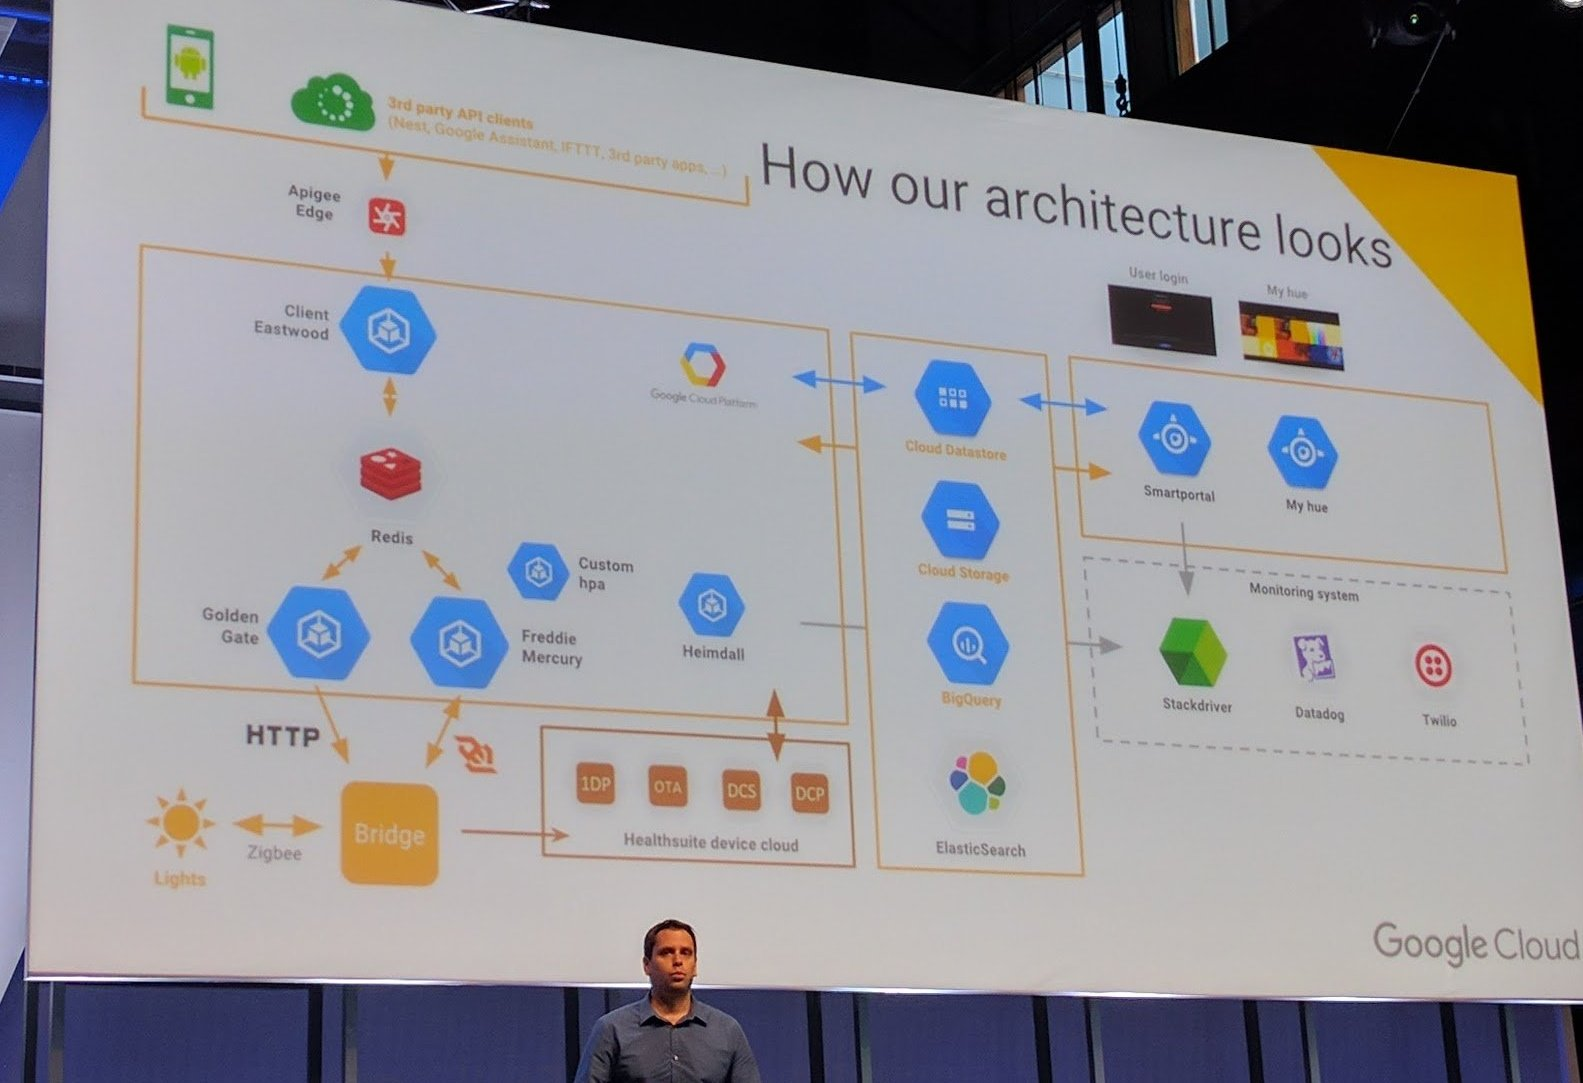 3rd party API clients
(Nest, Google Assistant, IFTTT, 3rd party apps, ...)
How our architecture looks
Apigee
Edge
User login
My hue
Client
Eastwood
Google Cloud Platform
Cloud Datastore
Smartportal
My hue
Redis
Custom
hpa
Cloud Storage
Monitoring system
Golden
Gate
Freddie
Mercury
Heimdall
BigQuery
Stackdriver
Datadog
Twilio
HTTP
1DP
OTA
DCS
DCP
Bridge
Healthsuite device cloud
ElasticSearch
Zigbee
Lights
Google Cloud